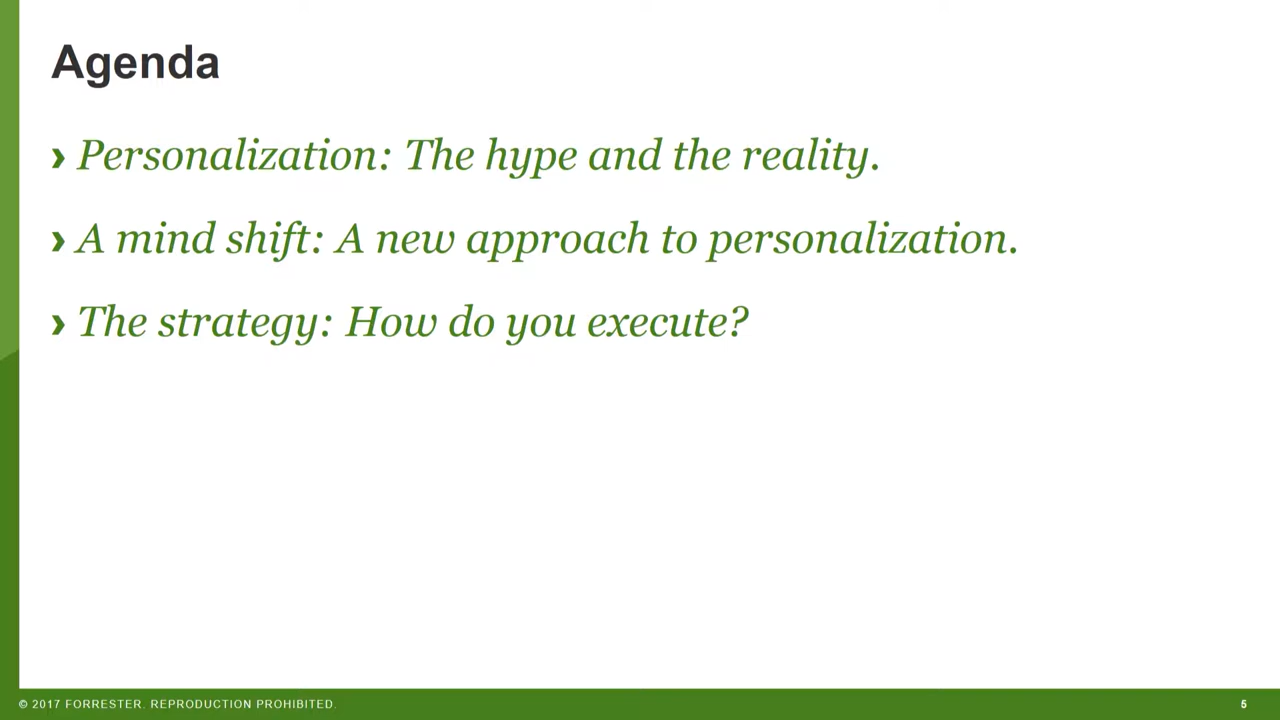 Agenda
› Personalization: The hype and the reality.
› A mind shift: A new approach to personalization.
› The strategy: How do you execute?
© 2017 FORRESTER. REPRODUCTION PROHIBITED.
5